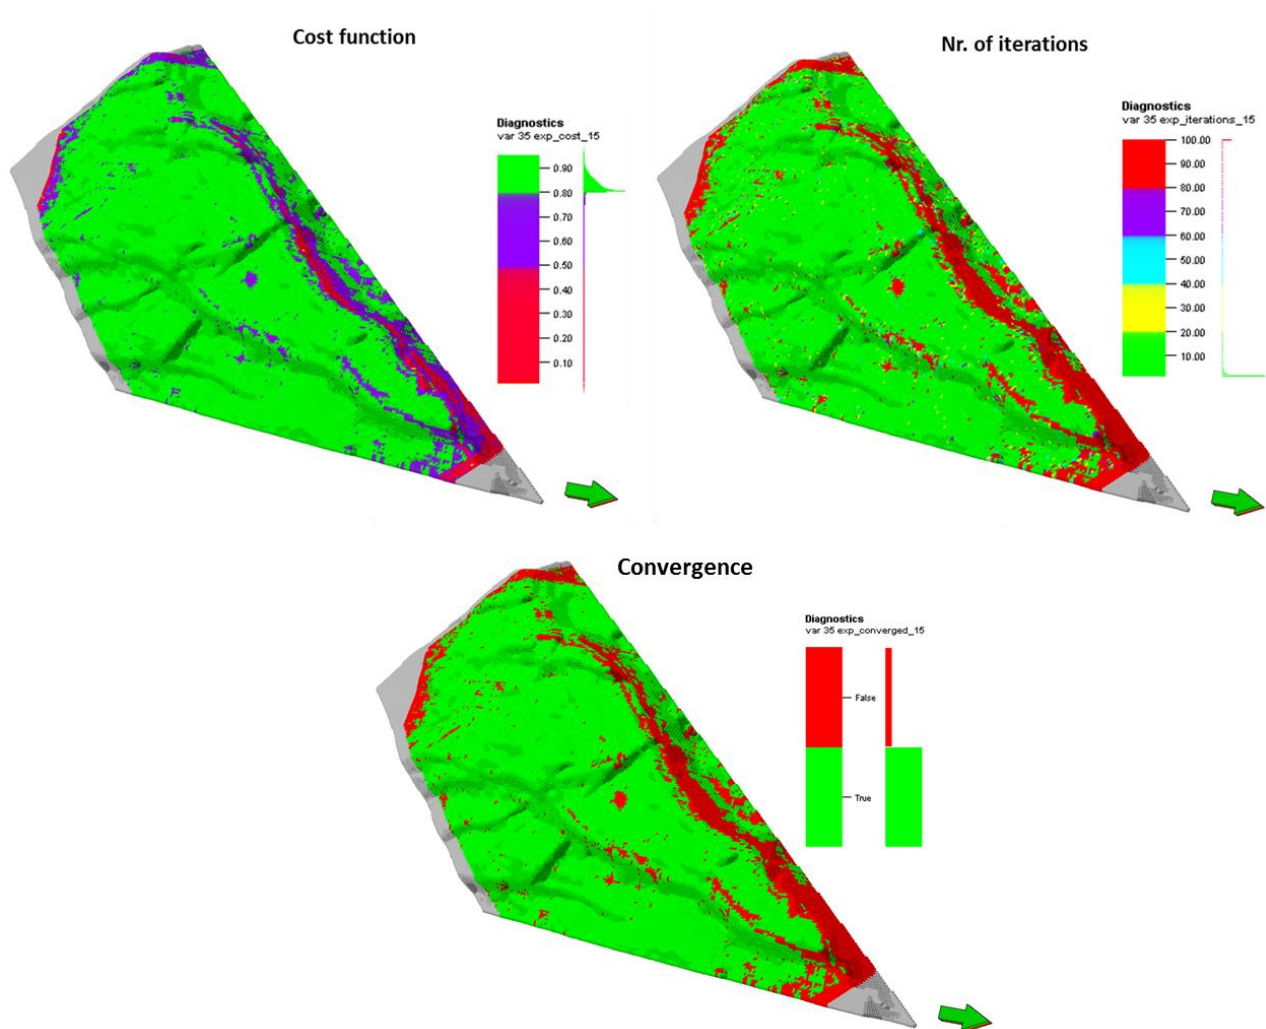 Cost function
Diagnostics
var 35 exp_cost_15
0.90
0.80
0.70
0.60
0.50
0.40
0.30
0.20
0.10
Nr. of iterations
Diagnostics
var 35 exp_iterations_15
100.00
90.00
80.00
70.00
60.00
50.00
40.00
30.00
20.00
10.00
Convergence
Diagnostics
var 35 exp_converged_15
False
True